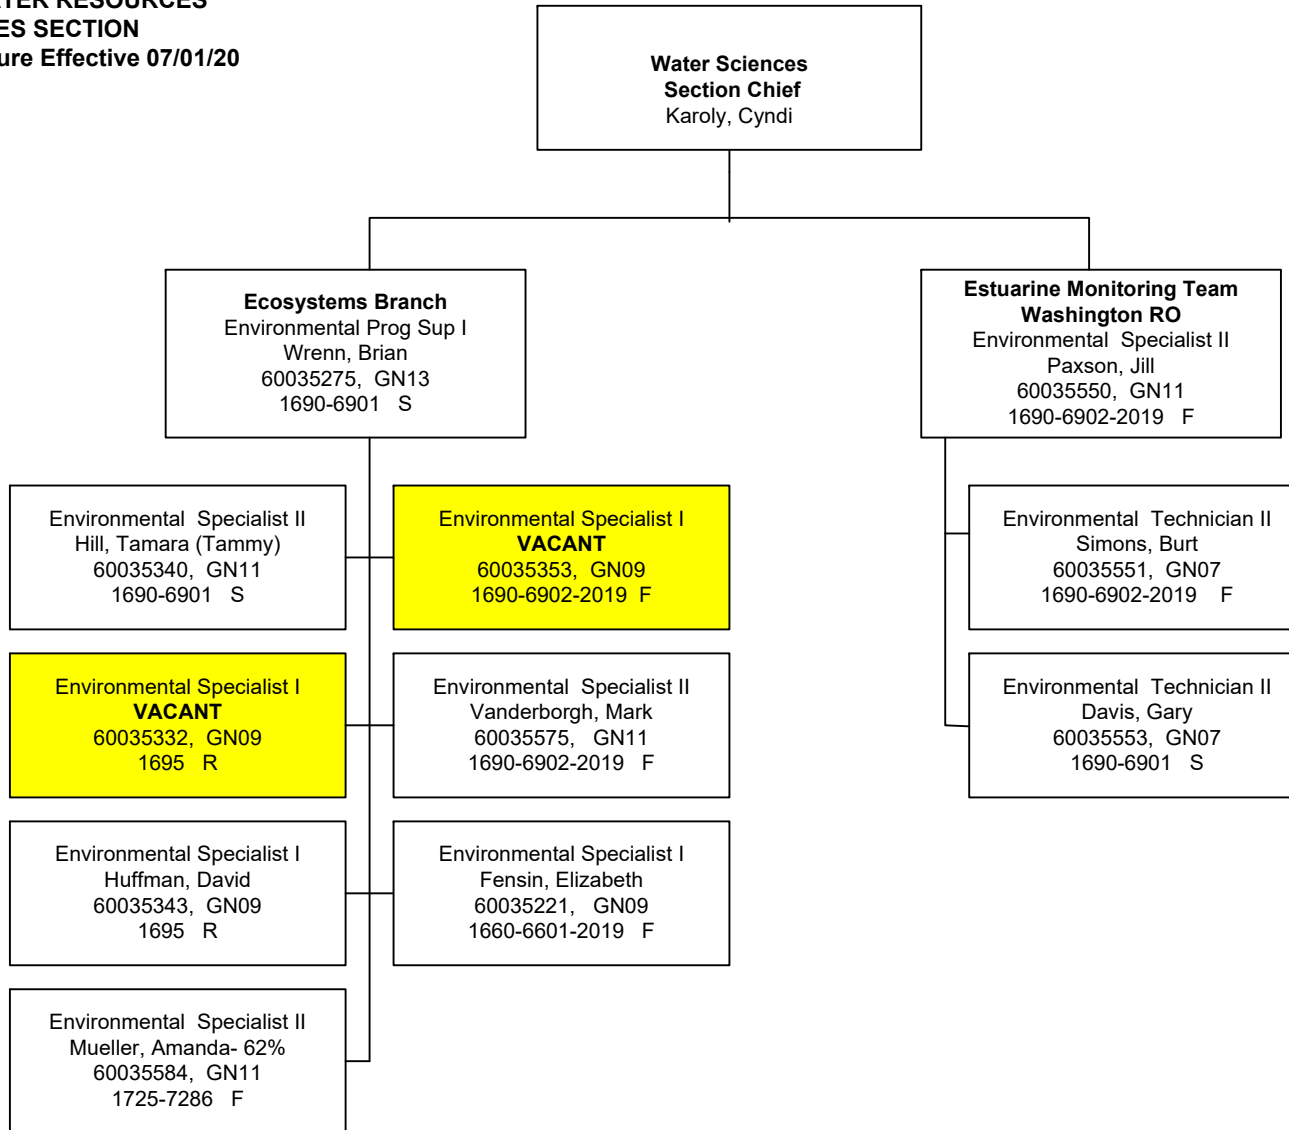 ATER RESOURCES
ES SECTION
ure Effective 07/01/20
Water Sciences
Section Chief
Karoly, Cyndi
Ecosystems Branch
Environmental Prog Sup I
Wrenn, Brian
60035275, GN13
1690-6901 S
Estuarine Monitoring Team
Washington RO
Environmental Specialist II
Paxson, Jill
60035550, GN11
1690-6902-2019 F
Environmental Specialist II
Hill, Tamara (Tammy)
60035340, GN11
1690-6901 S
Environmental Specialist I
VACANT
60035353, GN09
1690-6902-2019 F
Environmental Technician II
Simons, Burt
60035551, GN07
1690-6902-2019 F
Environmental Specialist I
VACANT
60035332, GN09
1695 R
Environmental Specialist II
Vanderborgh, Mark
60035575, GN11
1690-6902-2019 F
Environmental Technician II
Davis, Gary
60035553, GN07
1690-6901 S
Environmental Specialist I
Huffman, David
60035343, GN09
1695 R
Environmental Specialist I
Fensin, Elizabeth
60035221, GN09
1660-6601-2019 F
Environmental Specialist II
Mueller, Amanda- 62%
60035584, GN11
1725-7286 F